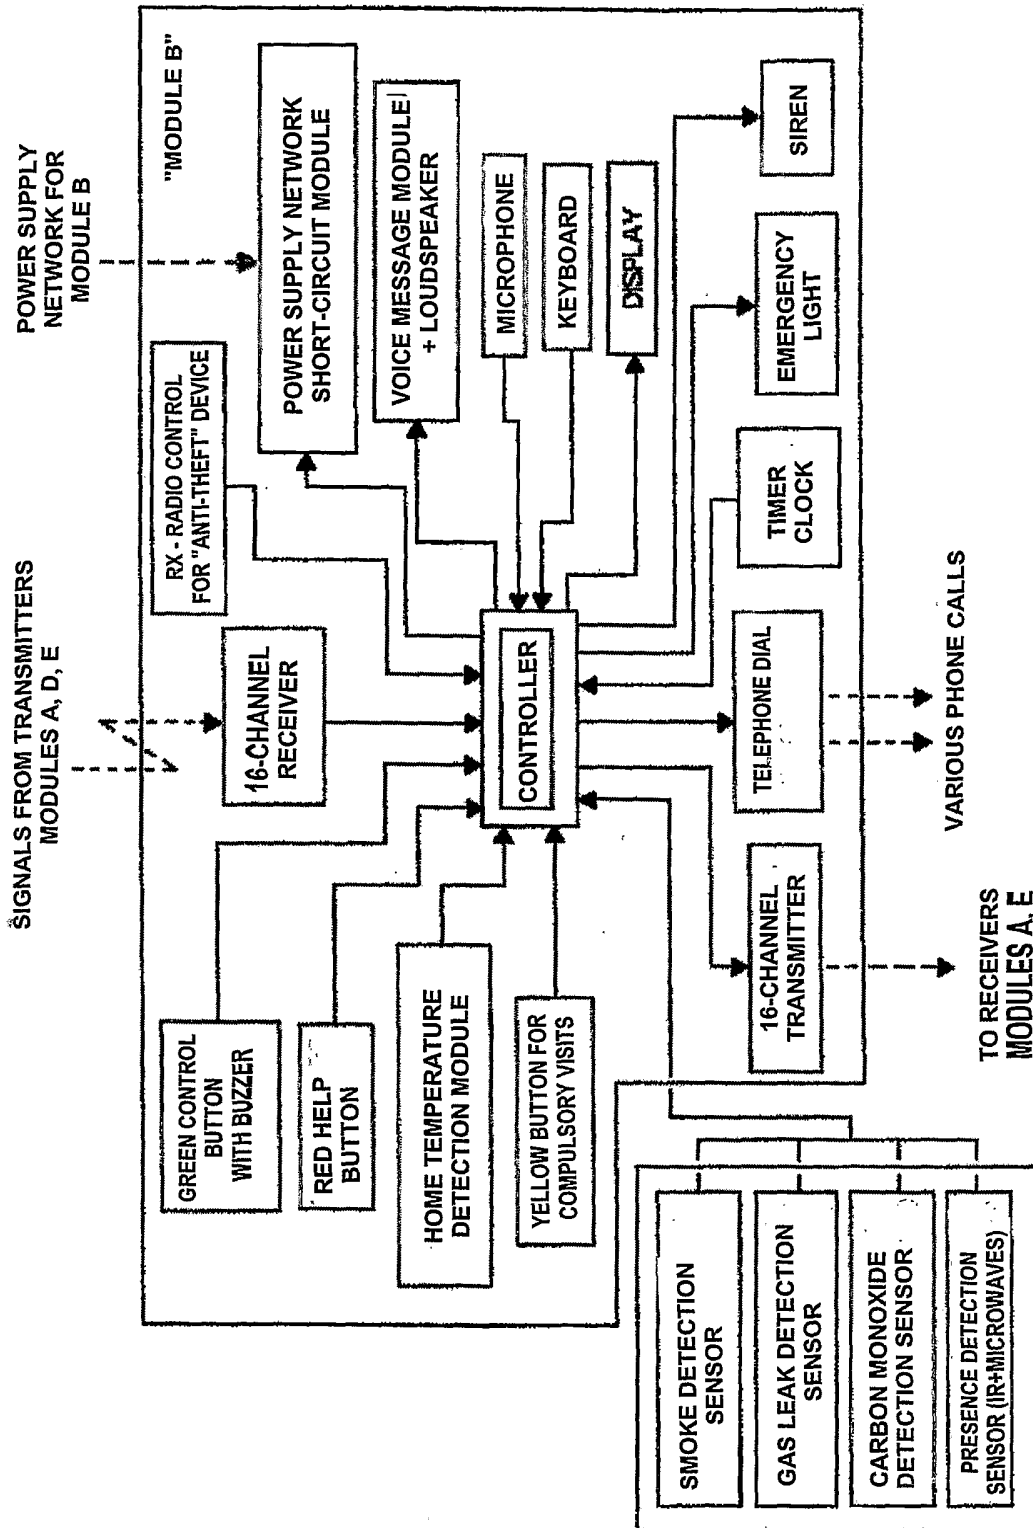 SIGNALS FROM TRANSMITTERS
MODULES A, D, E
POWER SUPPLY
NETWORK FOR
MODULE B
"MODULE B"
GREEN CONTROL
BUTTON
WITH BUZZER
RED HELP
BUTTON
HOME TEMPERATURE
DETECTION MODULE
YELLOW BUTTON FOR
COMPULSORY VISITS
16-CHANNEL
RECEIVER
RX - RADIO CONTROL
FOR "ANTI-THEFT" DEVICE
POWER SUPPLY NETWORK
SHORT-CIRCUIT MODULE
VOICE MESSAGE MODULE
+ LOUDSPEAKER
MICROPHONE
KEYBOARD
DISPLAY
CONTROLLER
16-CHANNEL
TRANSMITTER
TELEPHONE DIAL
TIMER
CLOCK
EMERGENCY
LIGHT
SIREN
SMOKE DETECTION
SENSOR
GAS LEAK DETECTION
SENSOR
CARBON MONOXIDE
DETECTION SENSOR
PRESENCE DETECTION
SENSOR (IR+MICROWAVES)
TO RECEIVERS
MODULES A. E
VARIOUS PHONE CALLS